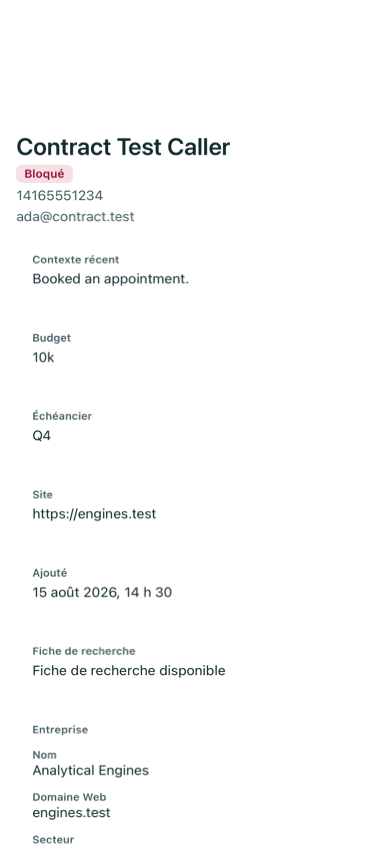 Contract Test Caller
Bloqué
14165551234
ada@contract.test
Contexte récent
Booked an appointment.
Budget
10k
Échéancier
Q4
Site
https://engines.test
Ajouté
15 août 2026, 14 h 30
Fiche de recherche
Fiche de recherche disponible
Entreprise
Nom
Analytical Engines
Domaine Web
engines.test
Secteur